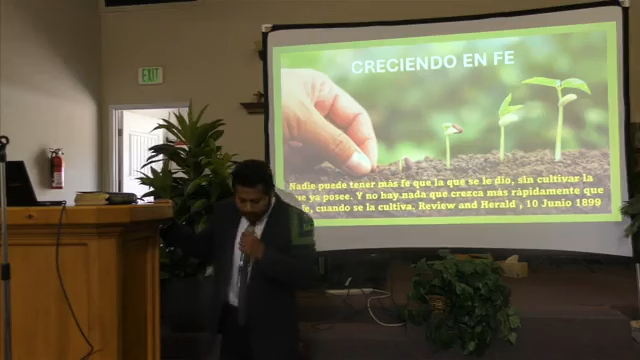 EXIT
CRECIENDO EN FE
Nadie puede tener más fe que la que se le dio, sin cultivar la
ue ya posee. Y no hay nada que crezca más rápidamente que
fe, cuando se la cultiva. Review and Herald , 10 Junio 1899